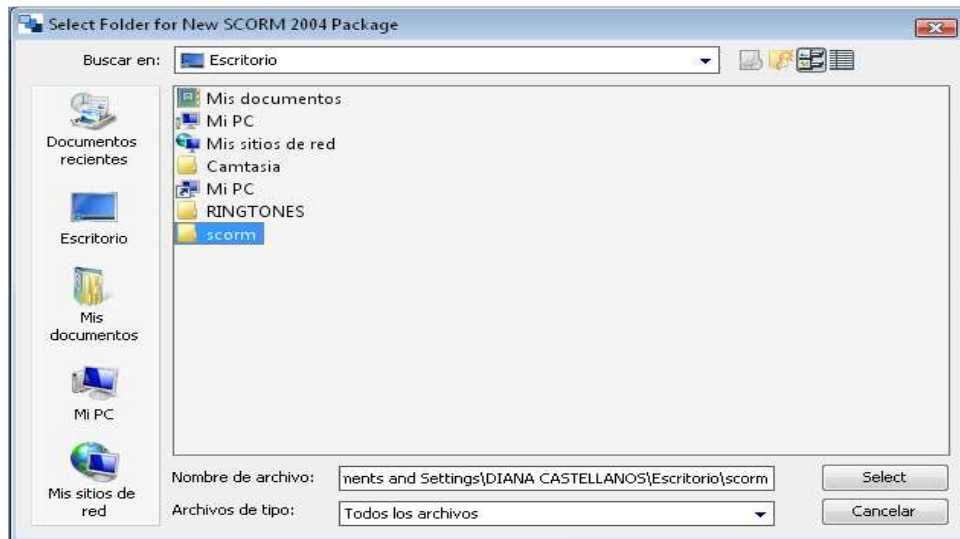 Select Folder for New SCORM 2004 Package
Buscar en:
Escritorio
Documentos
recientes
Escritorio
Mis
documentos
Mi PC
Mis sitios de
red
Mis documentos
Mi PC
Mis sitios de red
Camtasia
Mi PC
RINGTONES
scorm
Nombre de archivo:
nents and Settings\DIANA CASTELLANOS\Escritorio\scorm
Select
Archivos de tipo:
Todos los archivos
Cancelar